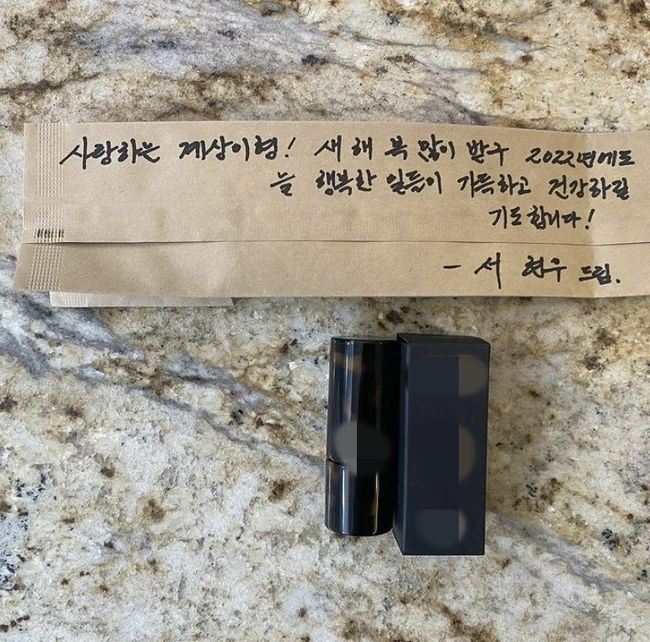 사랑하는 계상이형! 새해 복 많이 받구 2022년에도
늘 행복한 일들이 가득하고 건강하길
기도합니다!
- 서현우 드림.